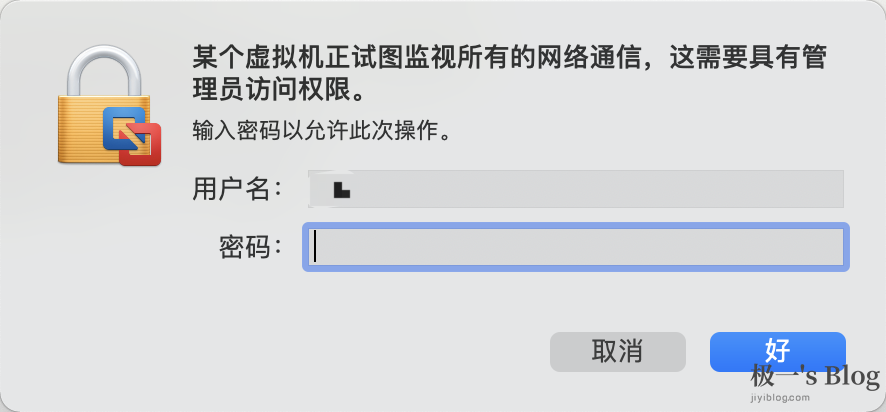 某个虚拟机正试图监视所有的网络通信，这需要具有管
理员访问权限。
输入密码以允许此次操作。
用户名：
密码：
取消
好
极一's Blog
jiyiblog.com